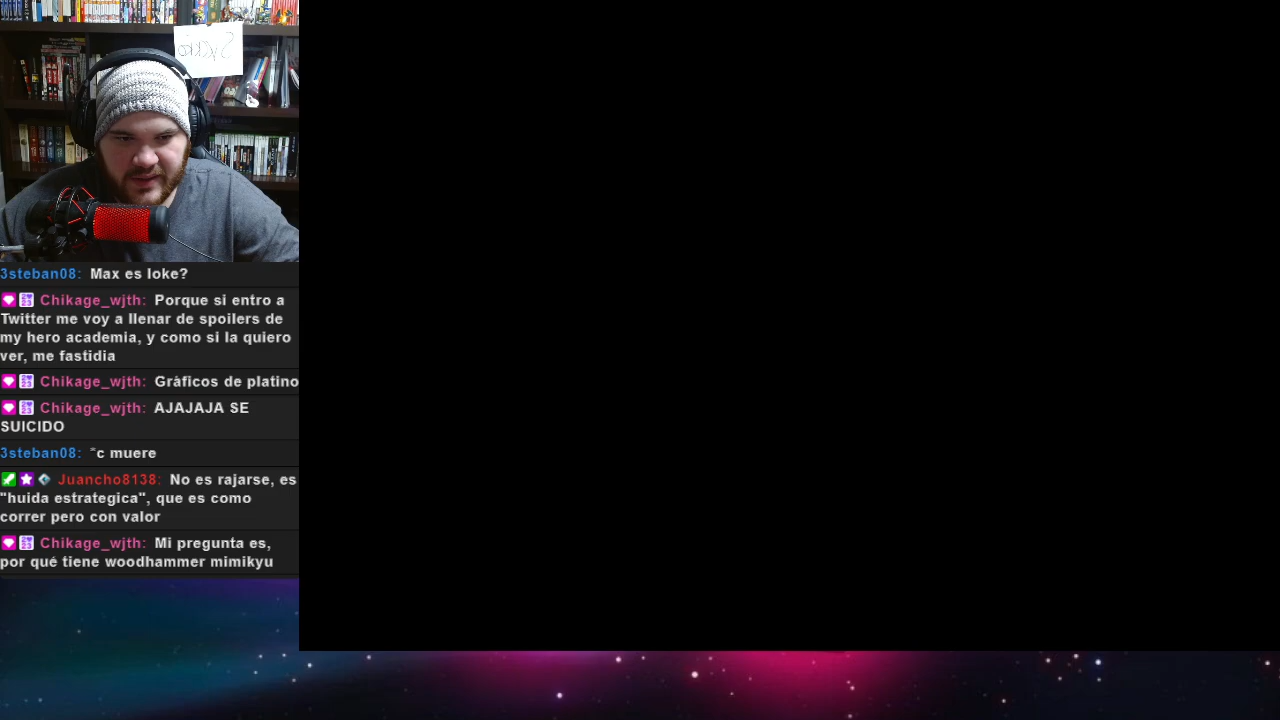 3steban08: Max es loke?
Chikage_wjth: Porque si entro a
Twitter me voy a llenar de spoilers de
my hero academia, y como si la quiero
ver, me fastidia
Chikage_wjth: Gráficos de platino
Chikage_wjth: AJAJAJA SE
SUICIDO
3steban08: *c muere
Juancho8138: No es rajarse, es
"huida estrategica", que es como
correr pero con valor
Chikage_wjth: Mi pregunta es,
por qué tiene woodhammer mimikyu